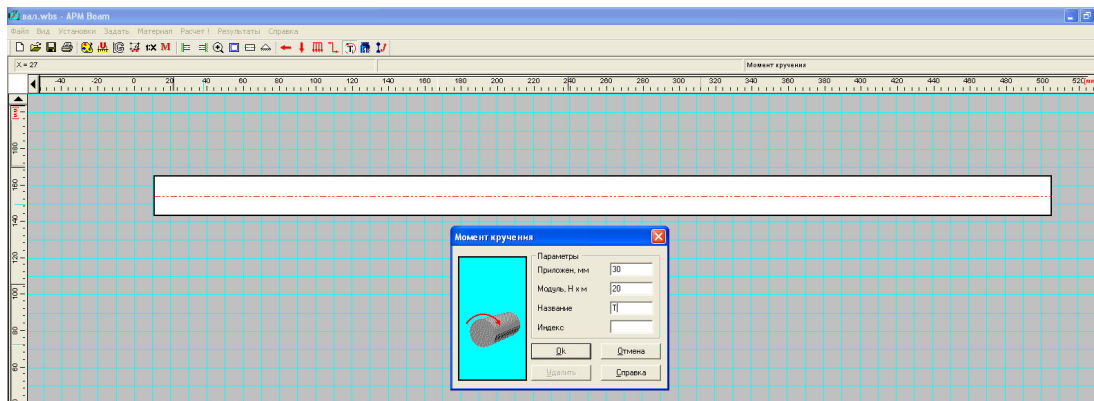 вал.wbs - APM Beam
Файл Вид Установки Задать Материал Расчет ! Результаты Справка
X = 27 Момент кручения
-40 -20 0 20 40 60 80 100 120 140 160 180 200 220 240 260 280 300 320 340 360 380 400 420 440 460 480 500 520
[мм]
180
160
140
120
100
80
60
Момент кручения
Параметры
Приложен, мм 30
Модуль, Н x м 20
Название T
Индекс
Ok Отмена
Удалить Справка